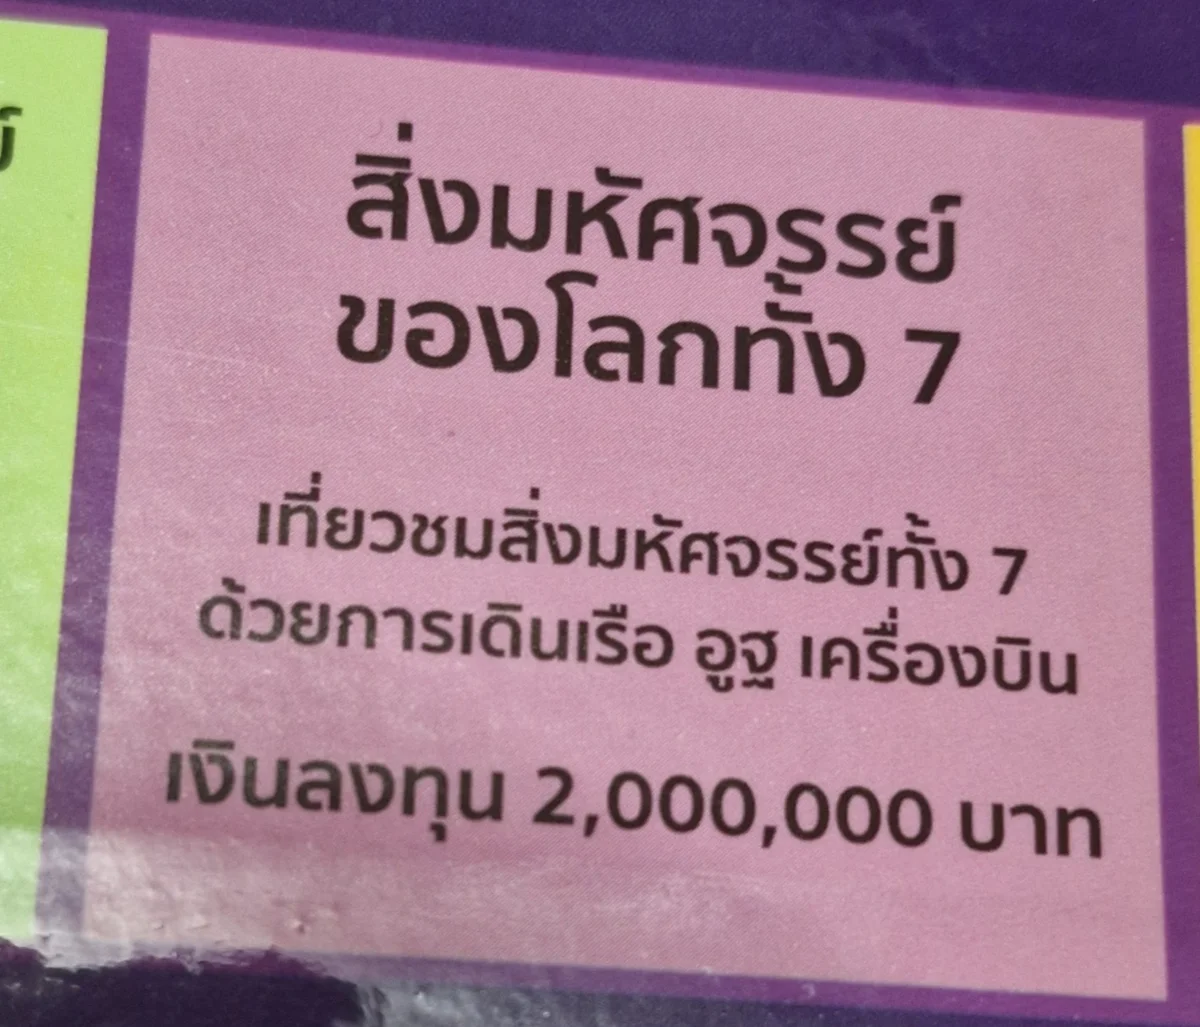 สิ่งมหัศจรรย์
ของโลกทั้ง 7
เที่ยวชมสิ่งมหัศจรรย์ทั้ง 7
ด้วยการเดินเรือ อูฐ เครื่องบิน
เงินลงทุน 2,000,000 บาท